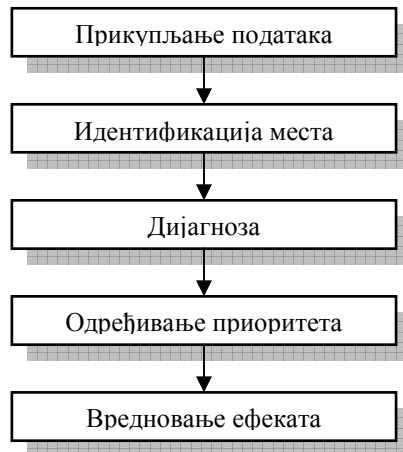 Прикупљање података
Идентификација места
Дијагноза
Одређивање приоритета
Вредновање ефеката